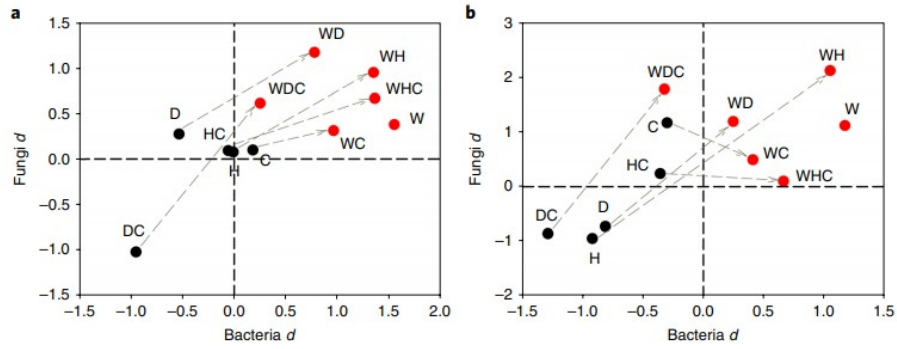 a
1.5
1.0
0.5
0.0
−0.5
−1.0
−1.5
Fungi d
−1.5 −1.0 −0.5 0.0 0.5 1.0 1.5 2.0
Bacteria d
WD
WH
WDC
WHC
D
W
HC
WC
H
C
DC
b
3
2
1
0
−1
−2
Fungi d
−1.5 −1.0 −0.5 0.0 0.5 1.0 1.5
Bacteria d
WH
WDC
WD
W
C
WC
HC
WHC
DC
D
H